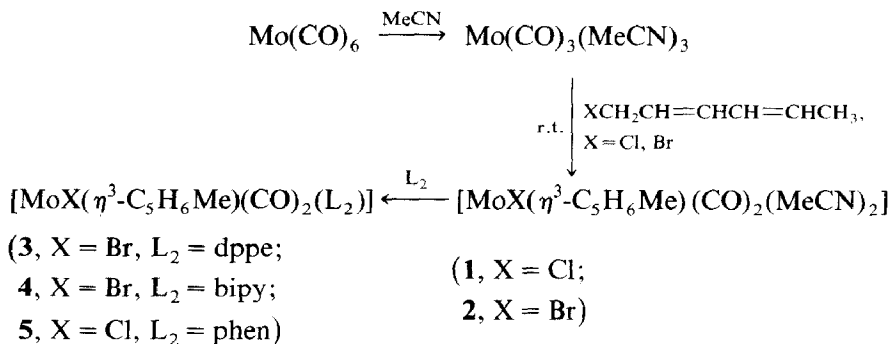 Mo(CO)₆ —MeCN→ Mo(CO)₃(MeCN)₃
r.t. XCH₂CH=CHCH=CHCH₃,
X=Cl, Br
[MoX(η³-C₅H₆Me)(CO)₂(L₂)] ←L₂— [MoX(η³-C₅H₆Me)(CO)₂(MeCN)₂]
(3, X = Br, L₂ = dppe;
4, X = Br, L₂ = bipy;
5, X = Cl, L₂ = phen)
(1, X = Cl;
2, X = Br)